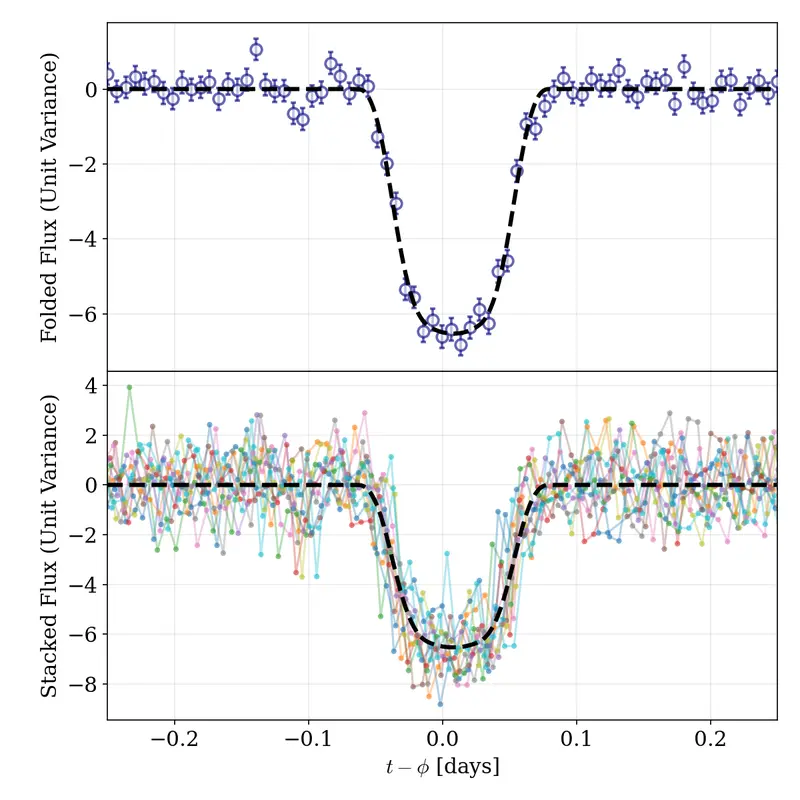 Folded Flux (Unit Variance)
0
−2
−4
−6
Stacked Flux (Unit Variance)
4
2
0
−2
−4
−6
−8
−0.2 −0.1 0.0 0.1 0.2
t − ϕ [days]